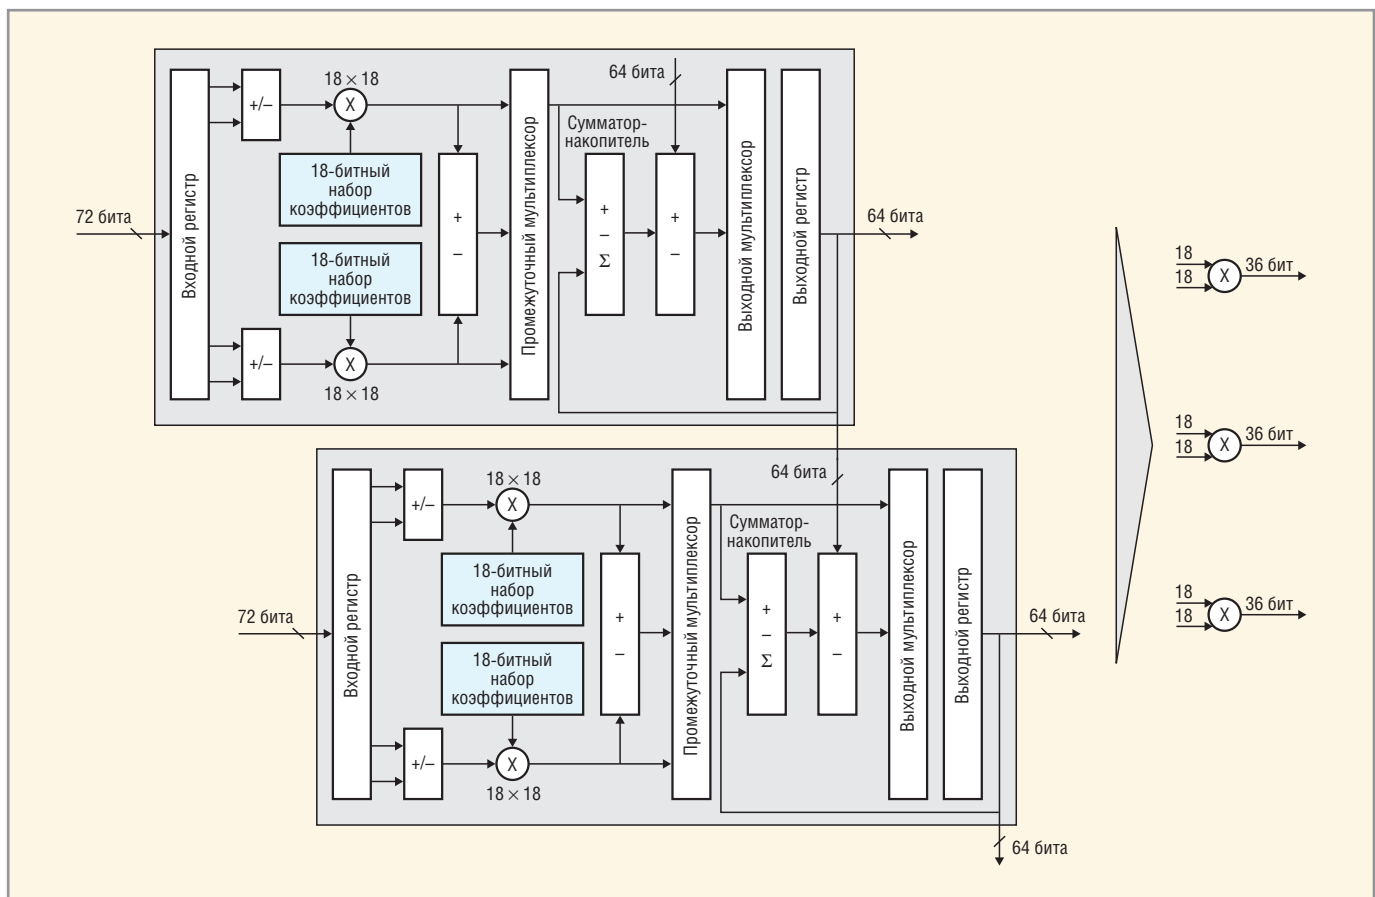 64 бита
18 × 18
+/–
X
Сумматор-
накопитель
18-битный
набор
коэффициентов
72 бита
Входной регистр
+
–
Промежуточный мультиплексор
+
–
Σ
+
–
Выходной мультиплексор
Выходной регистр
64 бита
18-битный
набор
коэффициентов
+/–
X
18 × 18
64 бита
18 × 18
+/–
X
Сумматор-
накопитель
18-битный
набор
коэффициентов
72 бита
Входной регистр
+
–
Промежуточный мультиплексор
+
–
Σ
+
–
Выходной мультиплексор
Выходной регистр
64 бита
18-битный
набор
коэффициентов
+/–
X
18 × 18
64 бита
18
18
X
36 бит
18
18
X
36 бит
18
18
X
36 бит